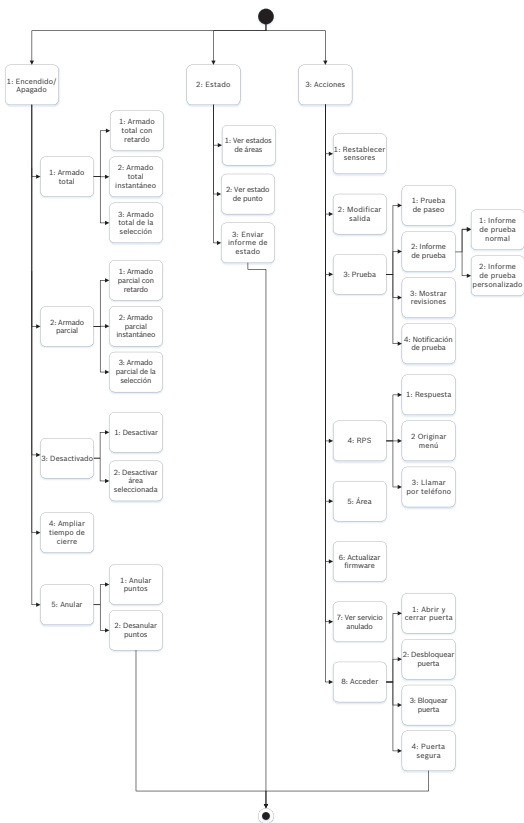 1: Encendido/
Apagado
1: Armado
total
1: Armado
total con
retardo
2: Armado
total
instantáneo
3: Armado
total de la
selección
2: Armado
parcial
1: Armado
parcial con
retardo
2: Armado
parcial
instantáneo
3: Armado
parcial de la
selección
3: Desactivado
1: Desactivar
2: Desactivar
área
seleccionada
4: Ampliar
tiempo de
cierre
5: Anular
1: Anular
puntos
2: Desanular
puntos
2: Estado
1: Ver estados
de áreas
2: Ver estado
de punto
3: Enviar
informe de
estado
3: Acciones
1: Restablecer
sensores
2: Modificar
salida
3: Prueba
1: Prueba
de paseo
2: Informe
de prueba
1: Informe
de prueba
normal
2: Informe
de prueba
personalizado
3: Mostrar
revisiones
4: Notificación
de prueba
4: RPS
1: Respuesta
2 Originar
menú
3: Llamar
por teléfono
5: Área
6: Actualizar
firmware
7: Ver servicio
anulado
8: Acceder
1: Abrir y
cerrar puerta
2: Desbloquear
puerta
3: Bloquear
puerta
4: Puerta
segura